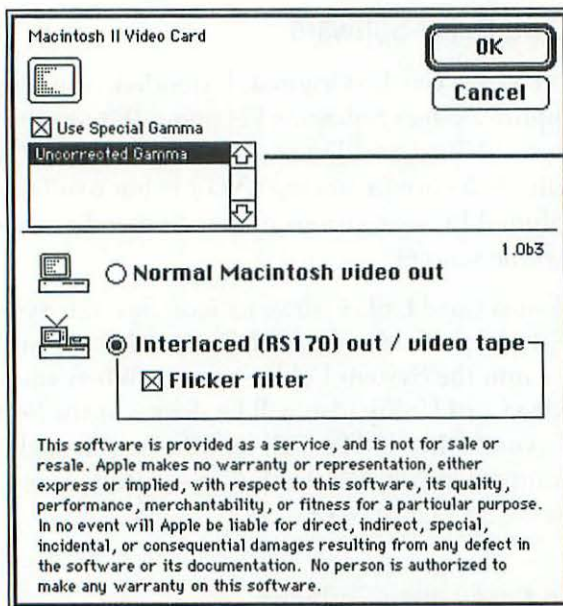 Macintosh II Video Card
OK
Cancel
Use Special Gamma
Uncorrected Gamma
1.0b3
Normal Macintosh video out
Interlaced (RS170) out / video tape
Flicker filter
This software is provided as a service, and is not for sale or
resale. Apple makes no warranty or representation, either
express or implied, with respect to this software, its quality,
performance, merchantability, or fitness for a particular purpose.
In no event will Apple be liable for direct, indirect, special,
incidental, or consequential damages resulting from any defect in
the software or its documentation. No person is authorized to
make any warranty on this software.